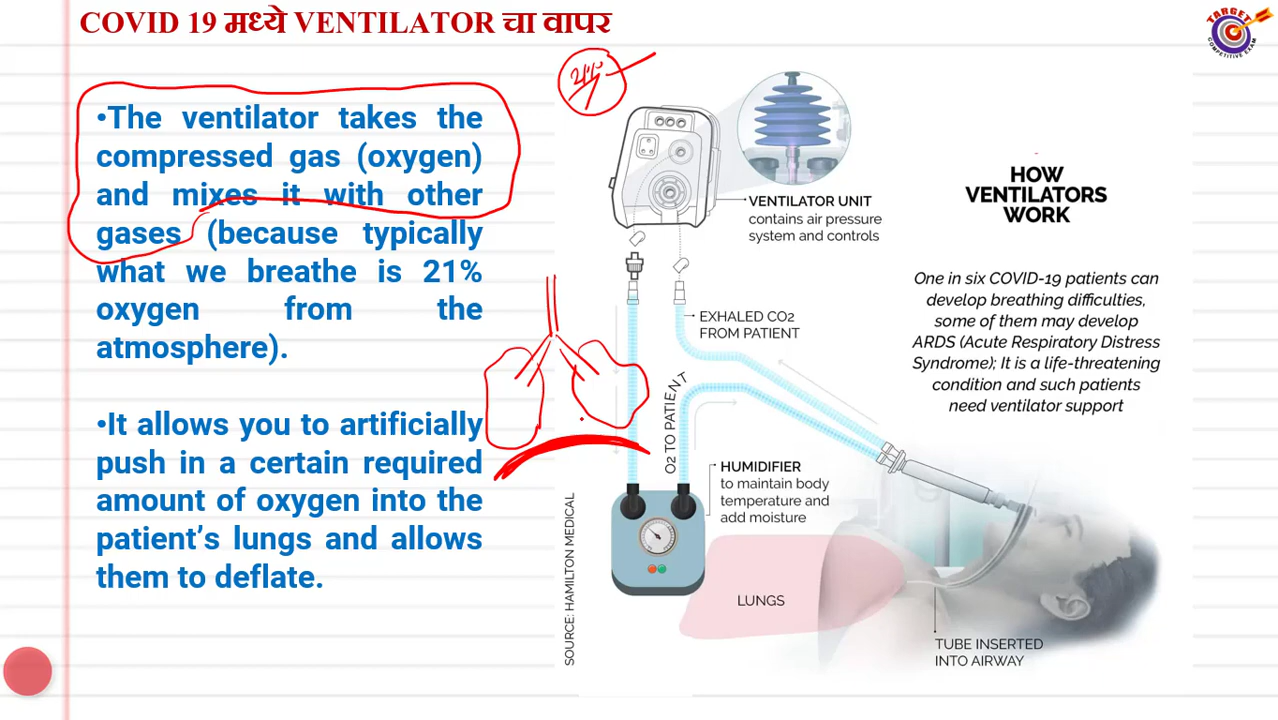 COVID 19 मध्ये VENTILATOR चा वापर
TARGET
COMPETITIVE EXAM
21%
•The ventilator takes the
compressed gas (oxygen)
and mixes it with other
gases (because typically
what we breathe is 21%
oxygen from the
atmosphere).
•It allows you to artificially
push in a certain required
amount of oxygen into the
patient's lungs and allows
them to deflate.
VENTILATOR UNIT
contains air pressure
system and controls
EXHALED CO2
FROM PATIENT
O2 TO PATIENT
HUMIDIFIER
to maintain body
temperature and
add moisture
SOURCE: HAMILTON MEDICAL
LUNGS
TUBE INSERTED
INTO AIRWAY
HOW
VENTILATORS
WORK
One in six COVID-19 patients can
develop breathing difficulties,
some of them may develop
ARDS (Acute Respiratory Distress
Syndrome); It is a life-threatening
condition and such patients
need ventilator support